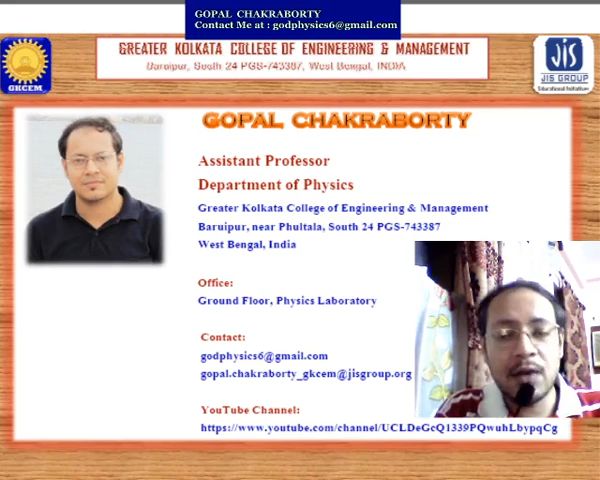 GOPAL CHAKRABORTY
Contact Me at : godphysics6@gmail.com
GREATER KOLKATA COLLEGE OF ENGINEERING & MANAGEMENT
Baruipur, South 24 PGS-743387, West Bengal, INDIA
GKCEM
JIS
JIS GROUP
Educational Initiatives
GOPAL CHAKRABORTY
Assistant Professor
Department of Physics
Greater Kolkata College of Engineering & Management
Baruipur, near Phultala, South 24 PGS-743387
West Bengal, India
Office:
Ground Floor, Physics Laboratory
Contact:
godphysics6@gmail.com
gopal.chakraborty_gkcem@jisgroup.org
YouTube Channel:
https://www.youtube.com/channel/UCLDeGcQ1339PQwuhLbypqCg